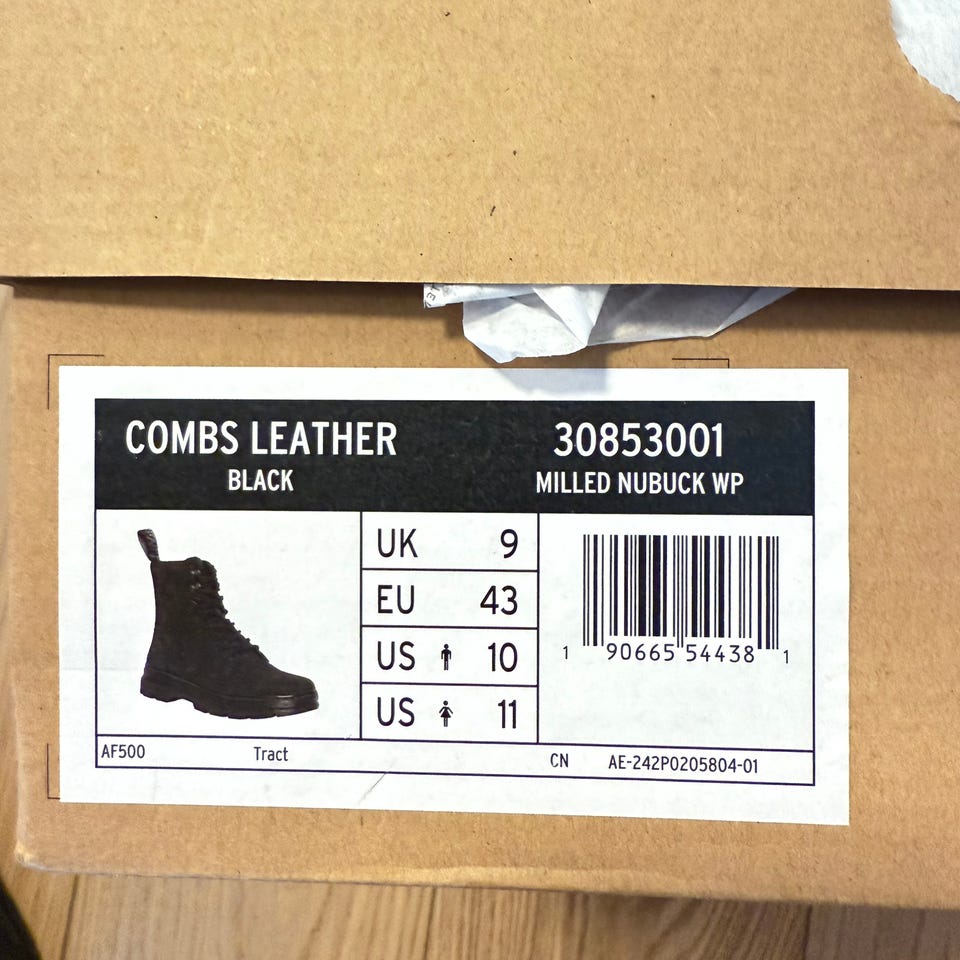 COMBS LEATHER
BLACK
30853001
MILLED NUBUCK WP
UK 9
EU 43
US 10
US 11
1 90665 54438 1
AF500 Tract CN AE-242P0205804-01